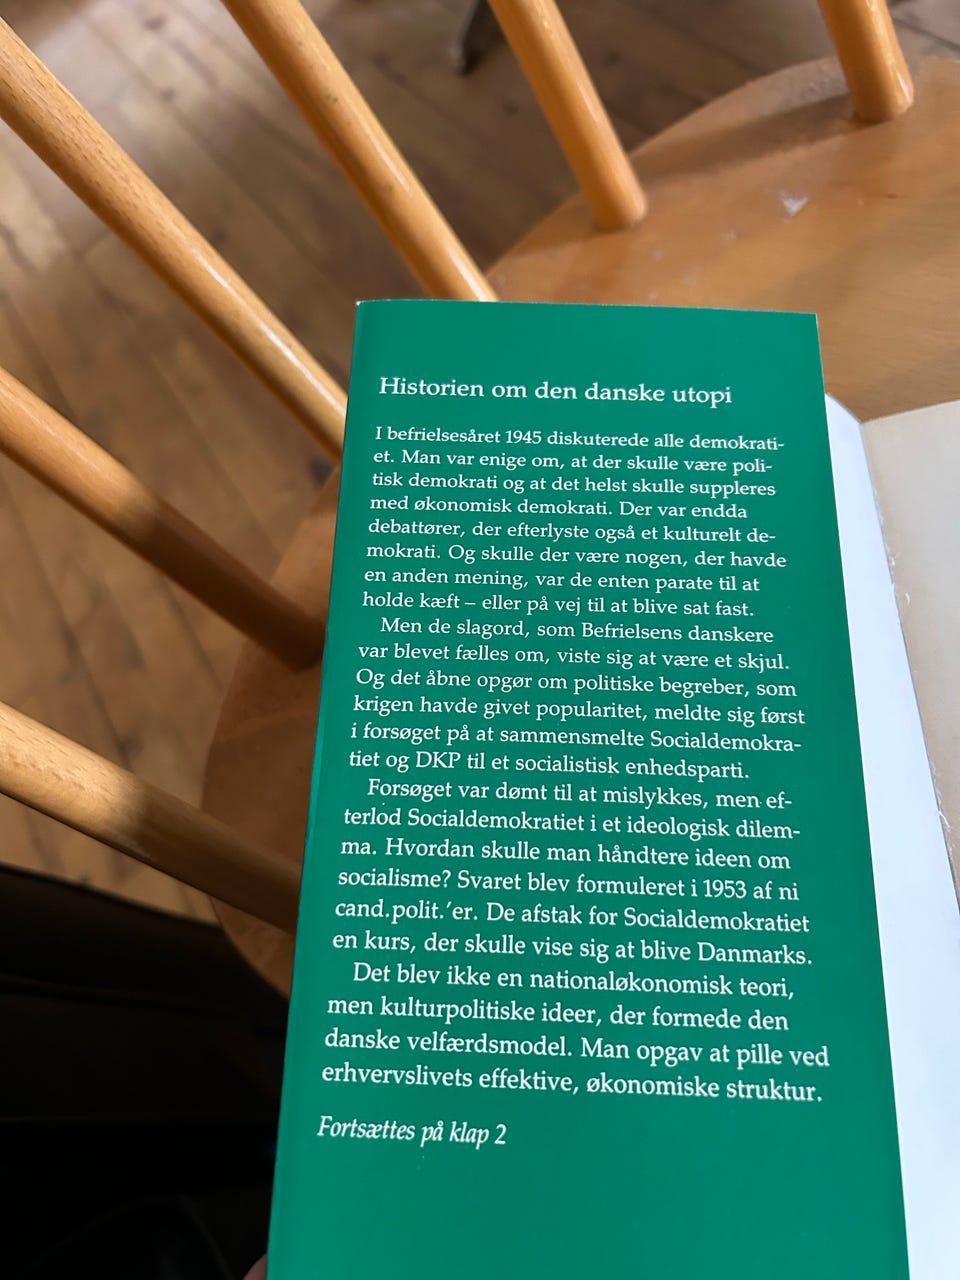 Historien om den danske utopi
I befrielsesåret 1945 diskuterede alle demokrati-
et. Man var enige om, at der skulle være poli-
tisk demokrati og at det helst skulle suppleres
med økonomisk demokrati. Der var endda
debattører, der efterlyste også et kulturelt de-
mokrati. Og skulle der være nogen, der havde
en anden mening, var de enten parate til at
holde kæft – eller på vej til at blive sat fast.
Men de slagord, som Befrielsens danskere
var blevet fælles om, viste sig at være et skjul.
Og det åbne opgør om politiske begreber, som
krigen havde givet popularitet, meldte sig først
i forsøget på at sammensmelte Socialdemokra-
tiet og DKP til et socialistisk enhedsparti.
Forsøget var dømt til at mislykkes, men ef-
terlod Socialdemokratiet i et ideologisk dilem-
ma. Hvordan skulle man håndtere ideen om
socialisme? Svaret blev formuleret i 1953 af ni
cand.polit.'er. De afstak for Socialdemokratiet
en kurs, der skulle vise sig at blive Danmarks.
Det blev ikke en nationaløkonomisk teori,
men kulturpolitiske ideer, der formede den
danske velfærdsmodel. Man opgav at pille ved
erhvervslivets effektive, økonomiske struktur.
Fortsættes på klap 2